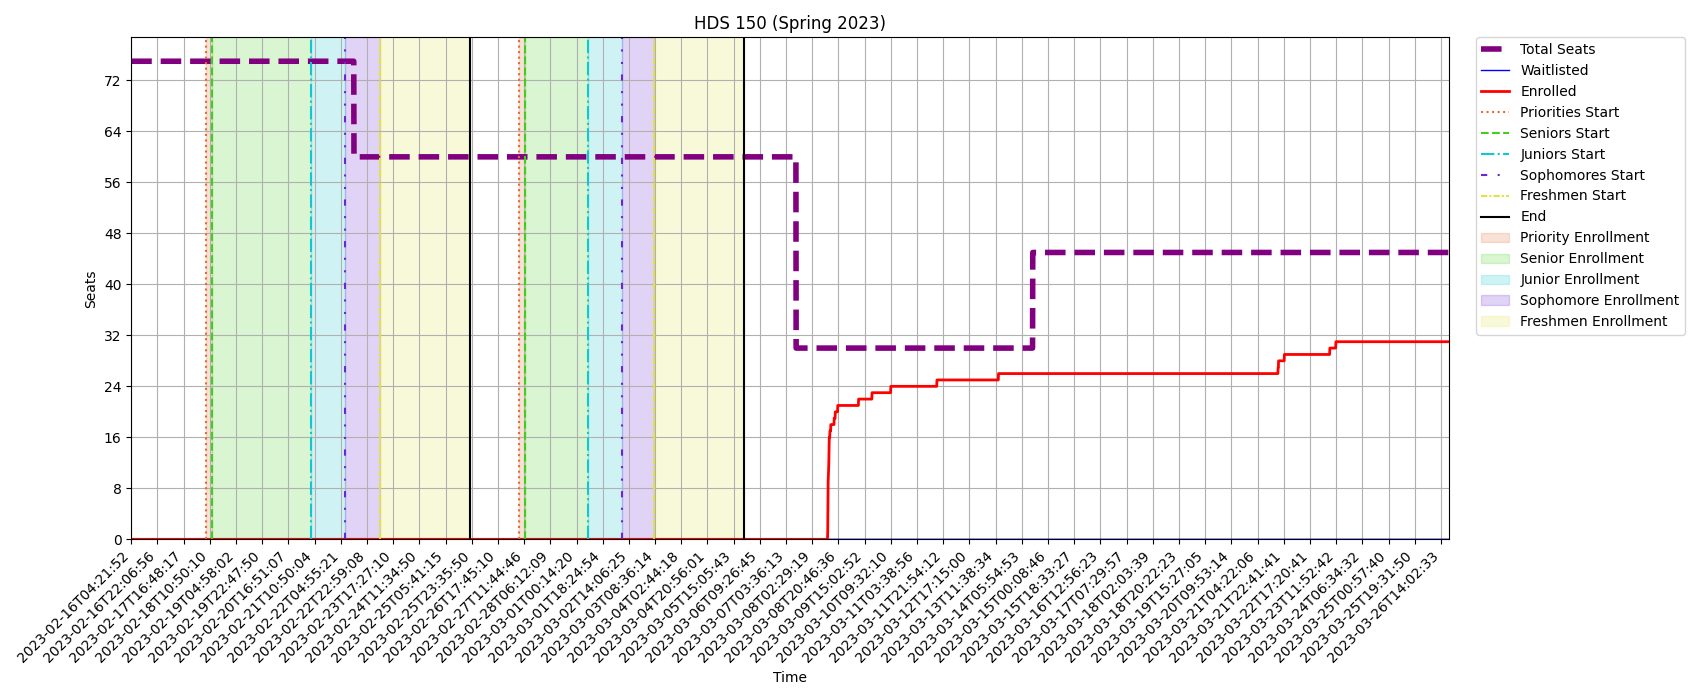 HDS 150 (Spring 2023)
Seats
72
64
56
48
40
32
24
16
8
0
2023-02-16T04:21:52
2023-02-16T22:06:56
2023-02-17T16:48:17
2023-02-18T10:50:10
2023-02-19T04:58:02
2023-02-19T22:47:50
2023-02-20T16:51:07
2023-02-21T10:50:04
2023-02-22T04:55:21
2023-02-22T22:59:08
2023-02-23T17:27:10
2023-02-24T11:34:50
2023-02-25T05:41:15
2023-02-25T23:35:50
2023-02-26T17:45:10
2023-02-27T11:44:46
2023-02-28T06:12:09
2023-03-01T00:14:20
2023-03-01T18:24:54
2023-03-02T14:06:25
2023-03-03T08:36:14
2023-03-04T02:44:18
2023-03-04T20:56:01
2023-03-05T15:05:43
2023-03-06T09:26:45
2023-03-07T03:36:13
2023-03-08T02:29:19
2023-03-08T20:46:36
2023-03-09T15:02:52
2023-03-10T09:32:10
2023-03-11T03:38:56
2023-03-11T21:54:12
2023-03-12T17:15:00
2023-03-13T11:38:34
2023-03-14T05:54:53
2023-03-15T00:08:46
2023-03-15T18:33:27
2023-03-16T12:56:23
2023-03-17T07:29:57
2023-03-18T02:03:39
2023-03-18T20:22:23
2023-03-19T15:27:05
2023-03-20T09:53:14
2023-03-21T04:22:06
2023-03-21T22:41:41
2023-03-22T17:20:41
2023-03-23T11:52:42
2023-03-24T06:34:32
2023-03-25T00:57:40
2023-03-25T19:31:50
2023-03-26T14:02:33
Time
Total Seats
Waitlisted
Enrolled
Priorities Start
Seniors Start
Juniors Start
Sophomores Start
Freshmen Start
End
Priority Enrollment
Senior Enrollment
Junior Enrollment
Sophomore Enrollment
Freshmen Enrollment